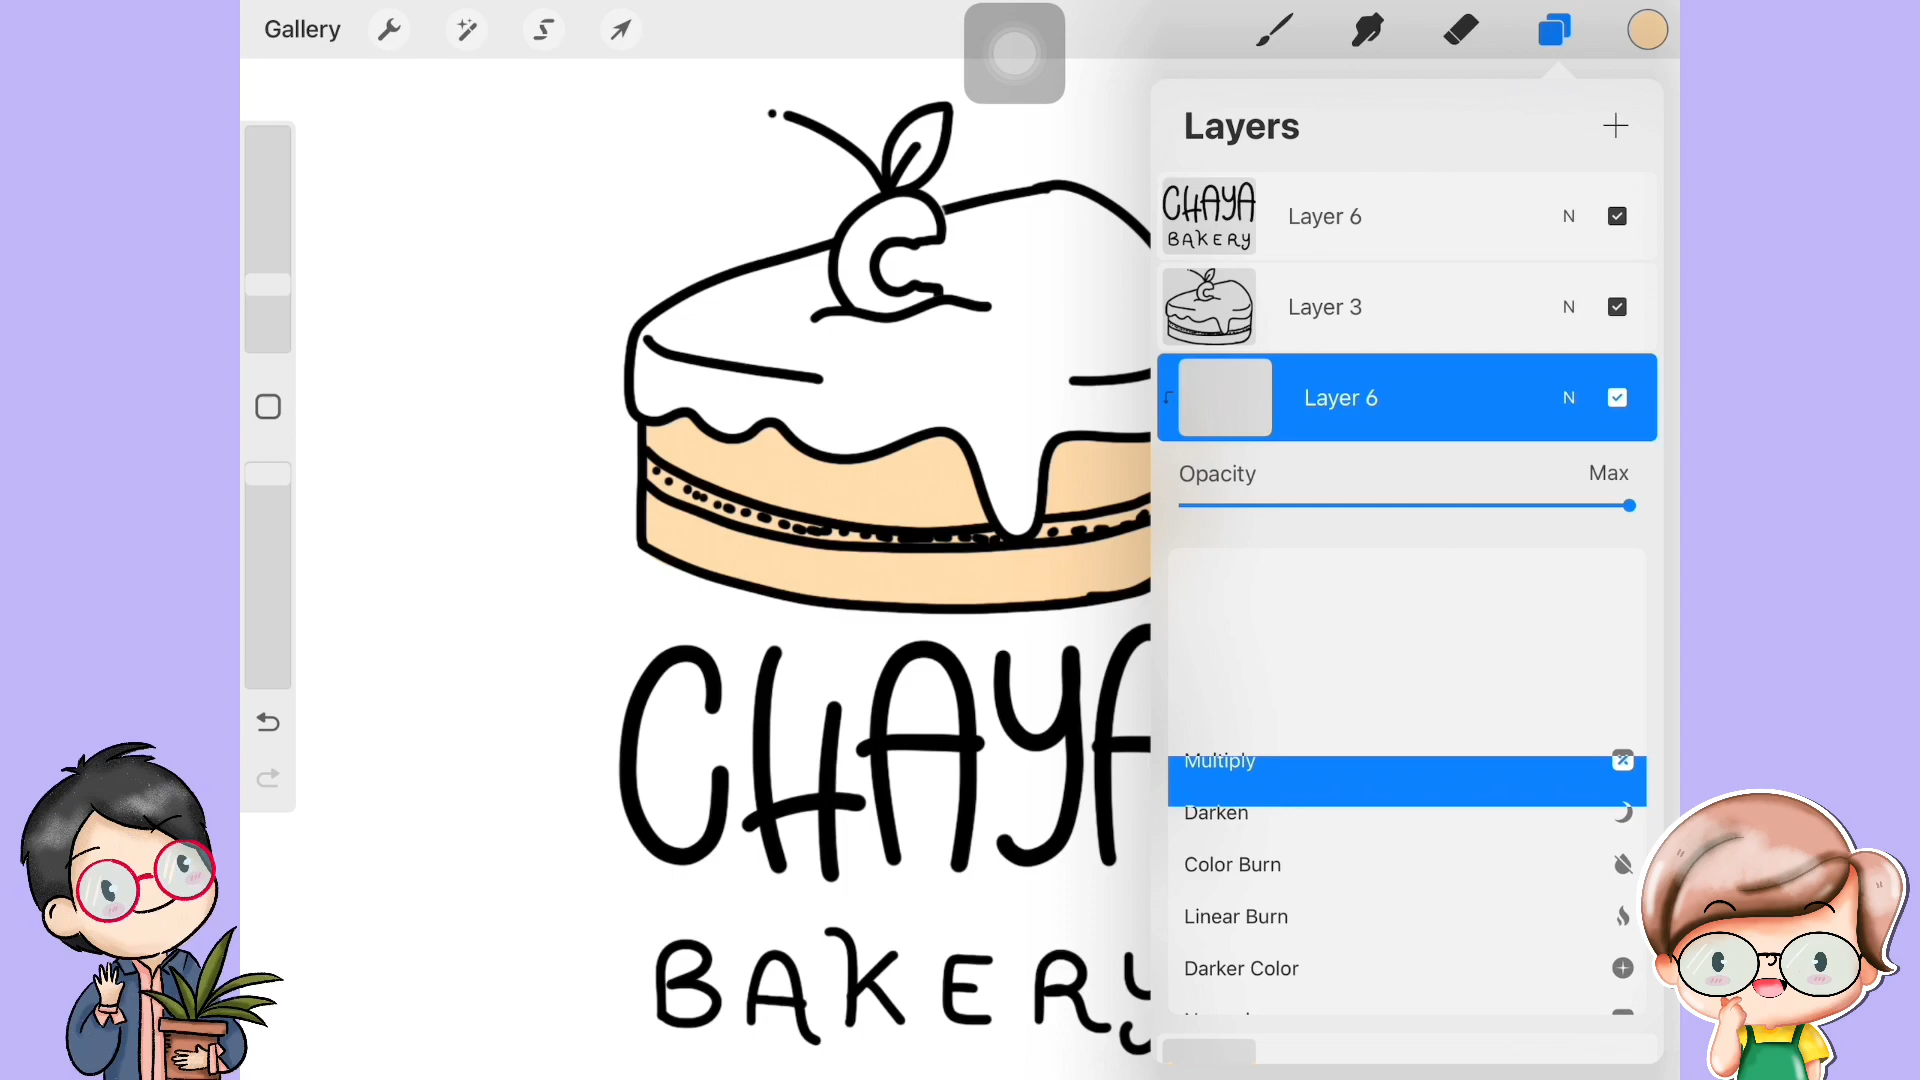 Gallery
Layers
CHAYA
BAKERY
Layer 6
N
Layer 3
N
Layer 6
N
Opacity
Max
Multiply
Darken
Color Burn
Linear Burn
Darker Color
CHAYA
BAKERY